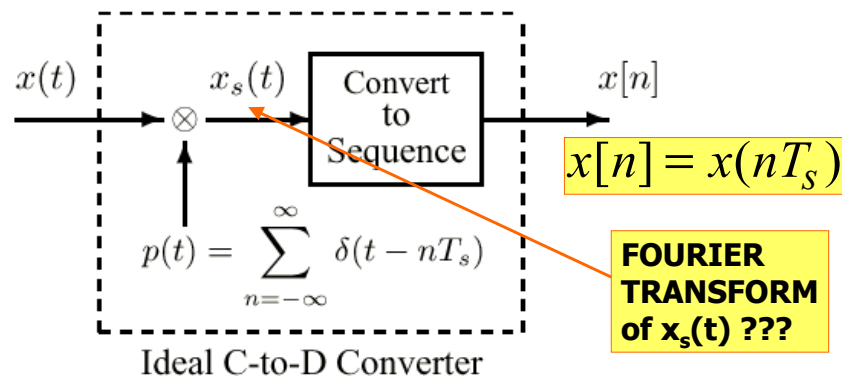 x(t) ⊗ x_s(t) Convert to Sequence x[n]
x[n] = x(nT_s)
p(t) = ∑_{n=-∞}^{∞} δ(t - nT_s)
FOURIER
TRANSFORM
of x_s(t) ???
Ideal C-to-D Converter